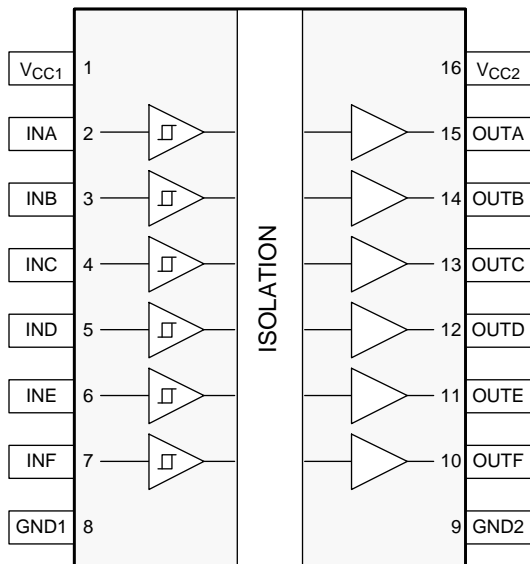 VCC1 1 16 VCC2
INA 2 15 OUTA
INB 3 14 OUTB
INC 4 13 OUTC
IND 5 12 OUTD
INE 6 11 OUTE
INF 7 10 OUTF
GND1 8 9 GND2
ISOLATION